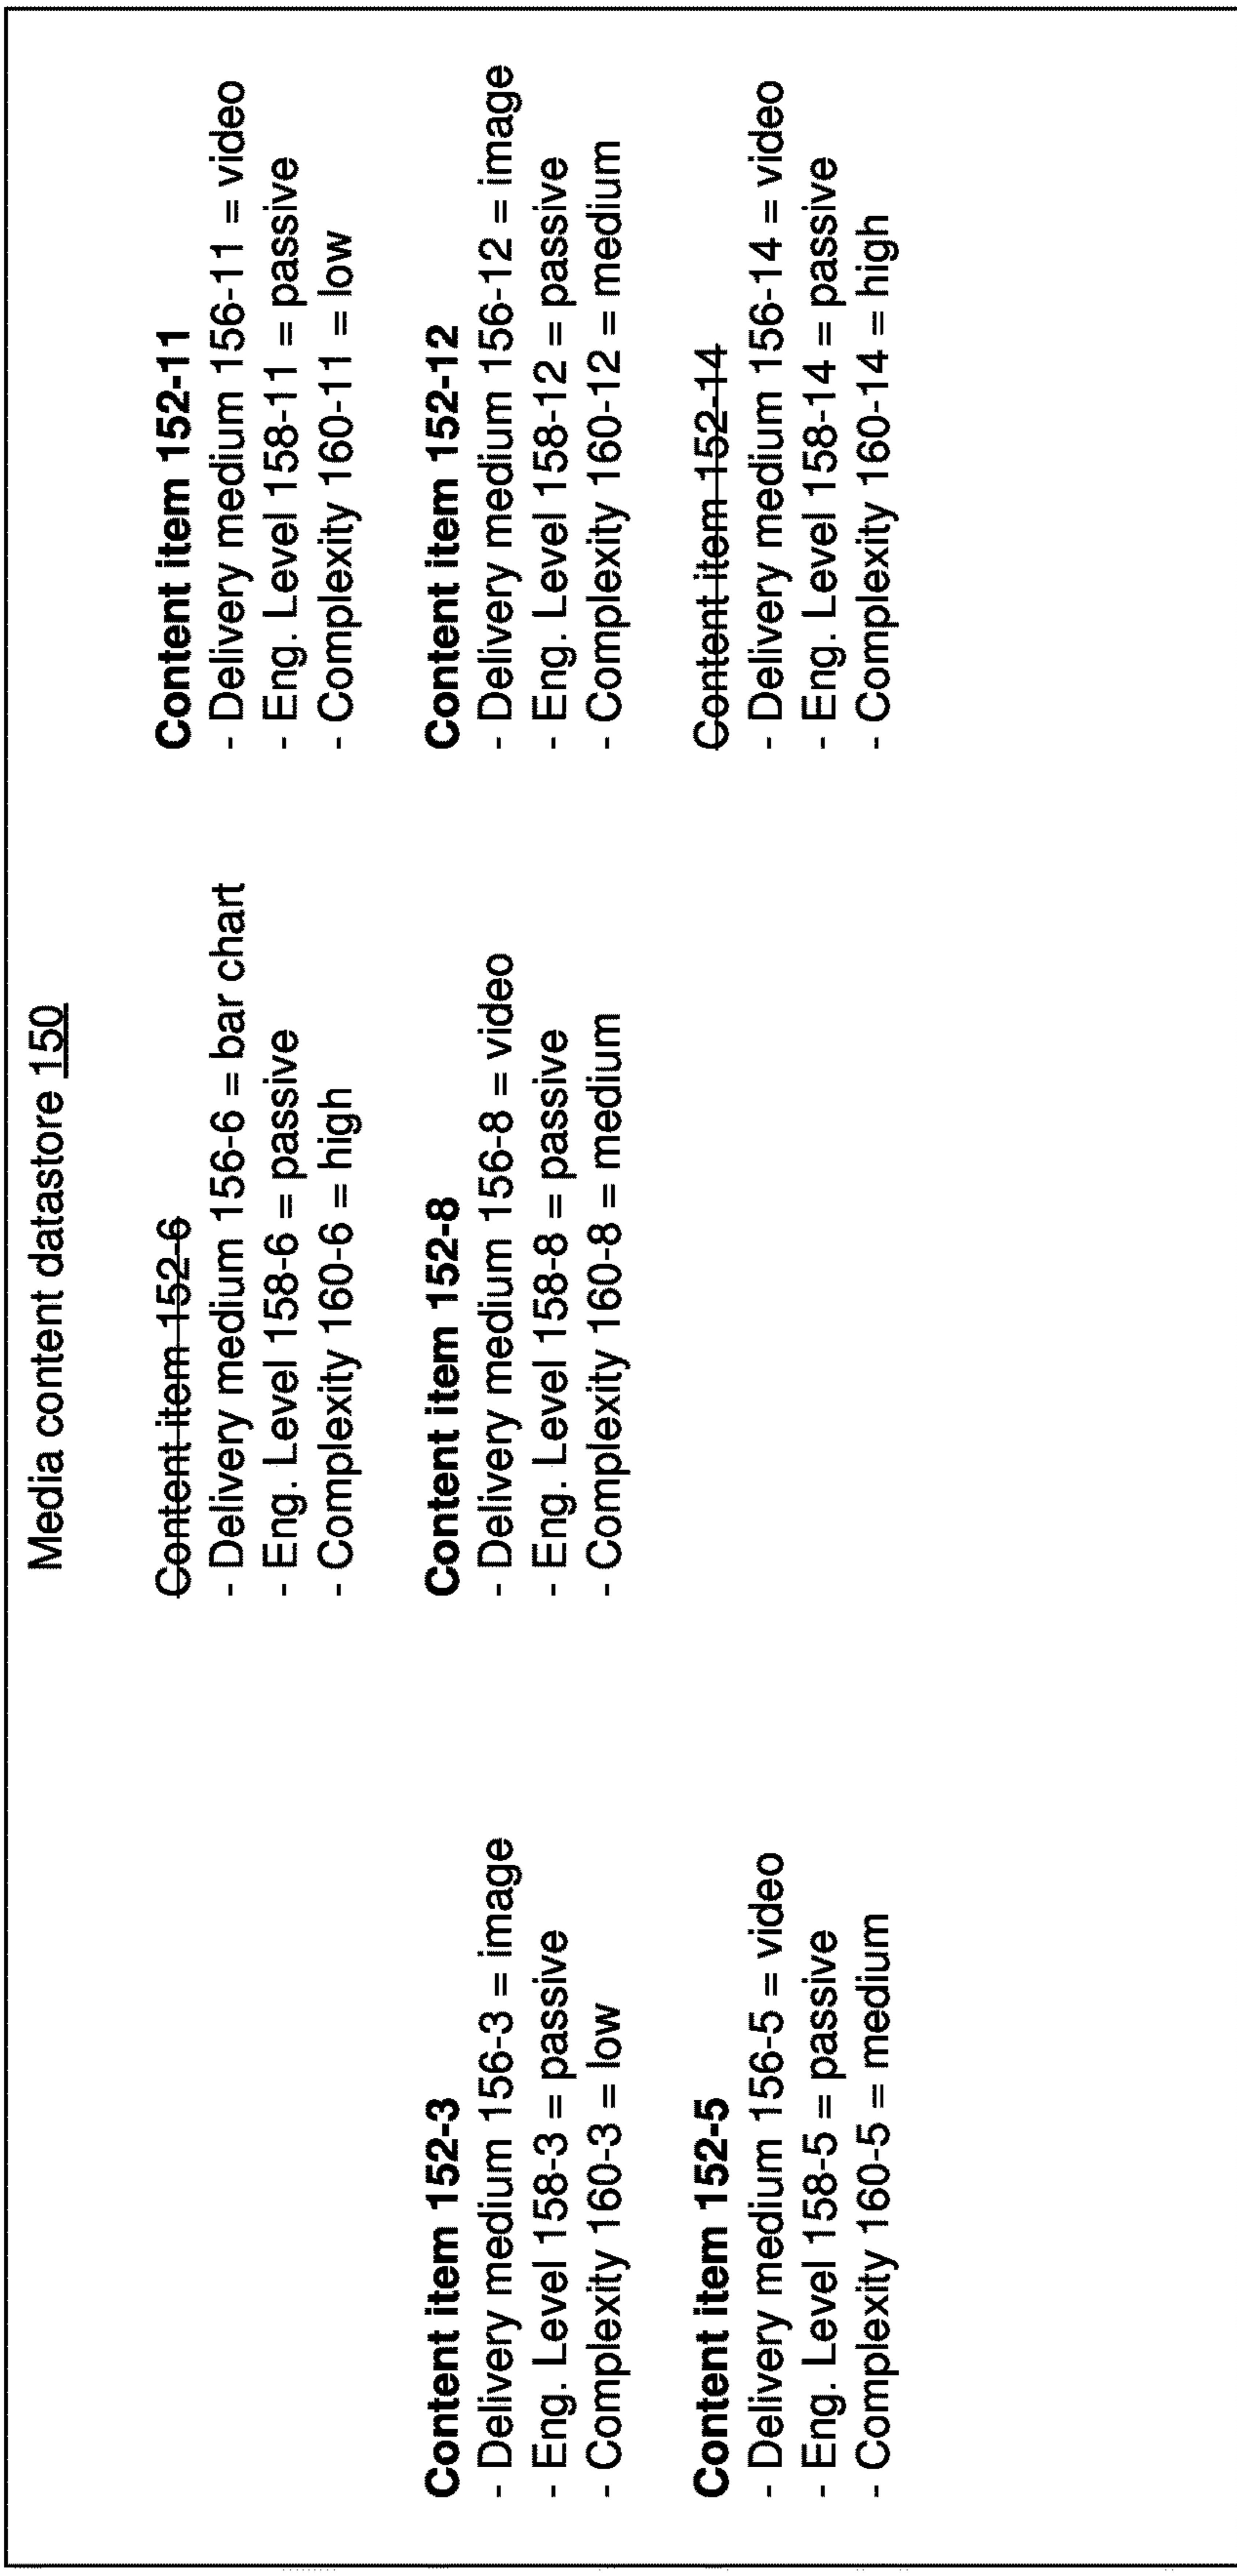 Media content datastore 150
Content item 152-3
- Delivery medium 156-3 = image
- Eng. Level 158-3 = passive
- Complexity 160-3 = low
Content item 152-5
- Delivery medium 156-5 = video
- Eng. Level 158-5 = passive
- Complexity 160-5 = medium
Content item 152-6
- Delivery medium 156-6 = bar chart
- Eng. Level 158-6 = passive
- Complexity 160-6 = high
Content item 152-8
- Delivery medium 156-8 = video
- Eng. Level 158-8 = passive
- Complexity 160-8 = medium
Content item 152-11
- Delivery medium 156-11 = video
- Eng. Level 158-11 = passive
- Complexity 160-11 = low
Content item 152-12
- Delivery medium 156-12 = image
- Eng. Level 158-12 = passive
- Complexity 160-12 = medium
Content item 152-14
- Delivery medium 156-14 = video
- Eng. Level 158-14 = passive
- Complexity 160-14 = high